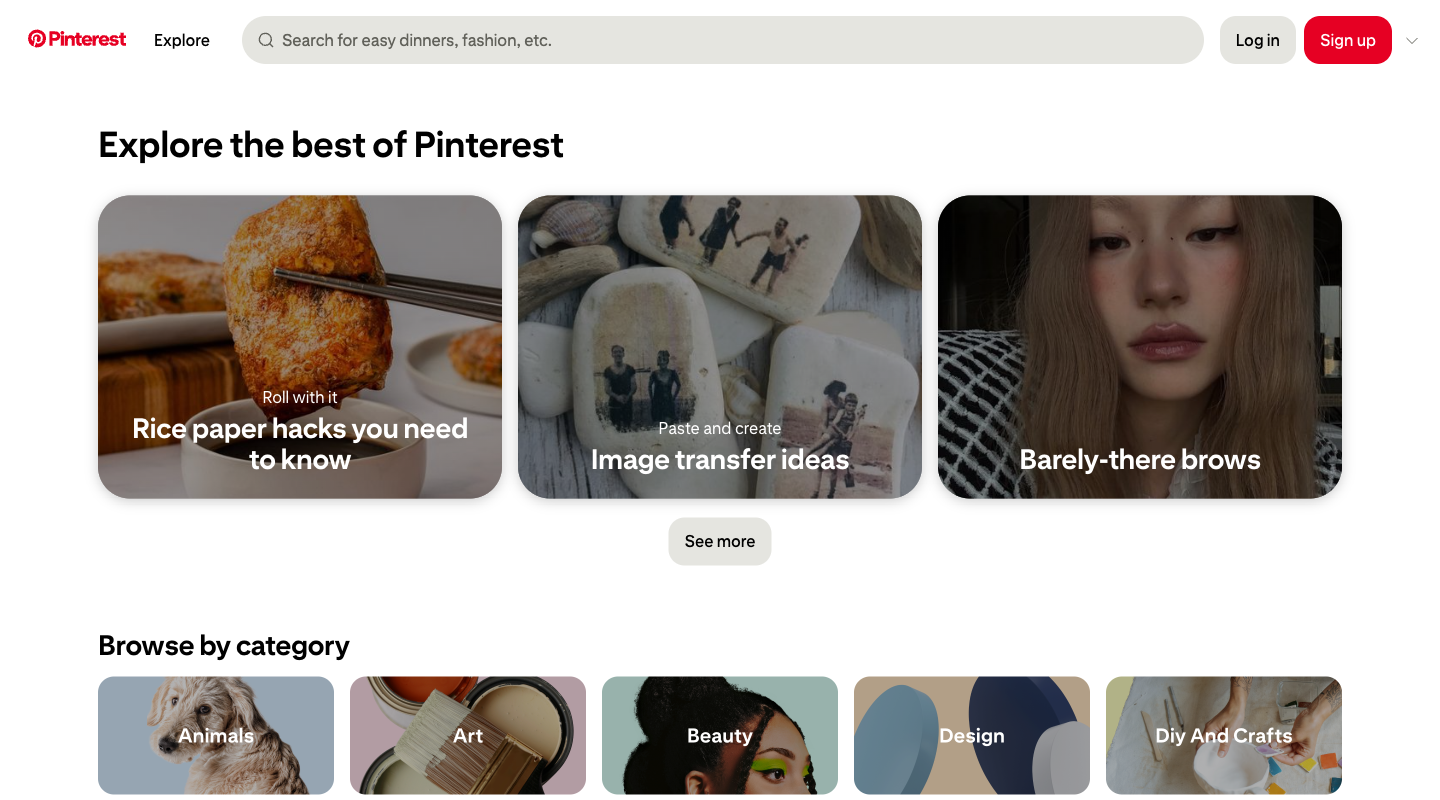 Pinterest
Explore
Search for easy dinners, fashion, etc.
Log in
Sign up
Explore the best of Pinterest
Roll with it
Rice paper hacks you need
to know
Paste and create
Image transfer ideas
Barely-there brows
See more
Browse by category
Animals
Art
Beauty
Design
Diy And Crafts